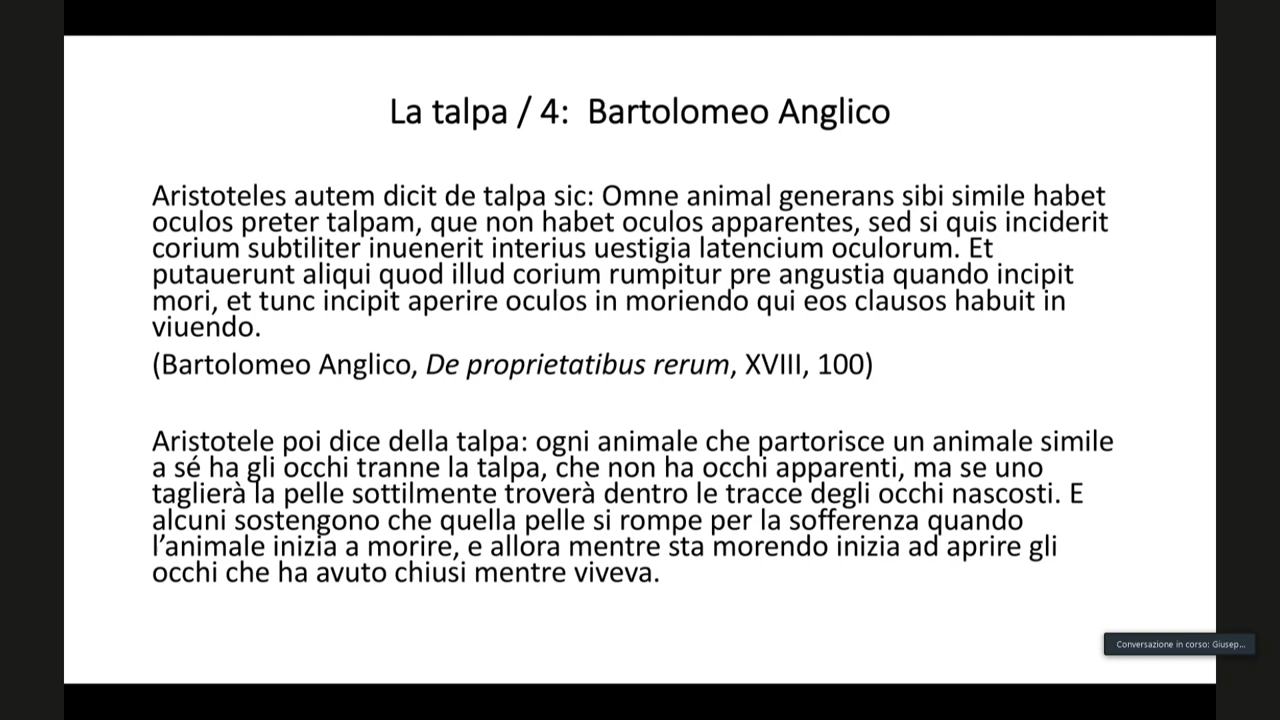 La talpa / 4: Bartolomeo Anglico
Aristoteles autem dicit de talpa sic: Omne animal generans sibi simile habet
oculos preter talpam, que non habet oculos apparentes, sed si quis inciderit
corium subtiliter inuenerit interius uestigia latencium oculorum. Et
putauerunt aliqui quod illud corium rumpitur pre angustia quando incipit
mori, et tunc incipit aperire oculos in moriendo qui eos clausos habuit in
viuendo.
(Bartolomeo Anglico, De proprietatibus rerum, XVIII, 100)
Aristotele poi dice della talpa: ogni animale che partorisce un animale simile
a sé ha gli occhi tranne la talpa, che non ha occhi apparenti, ma se uno
taglierà la pelle sottilmente troverà dentro le tracce degli occhi nascosti. E
alcuni sostengono che quella pelle si rompe per la sofferenza quando
l’animale inizia a morire, e allora mentre sta morendo inizia ad aprire gli
occhi che ha avuto chiusi mentre viveva.
Conversazione in corso: Giusep...